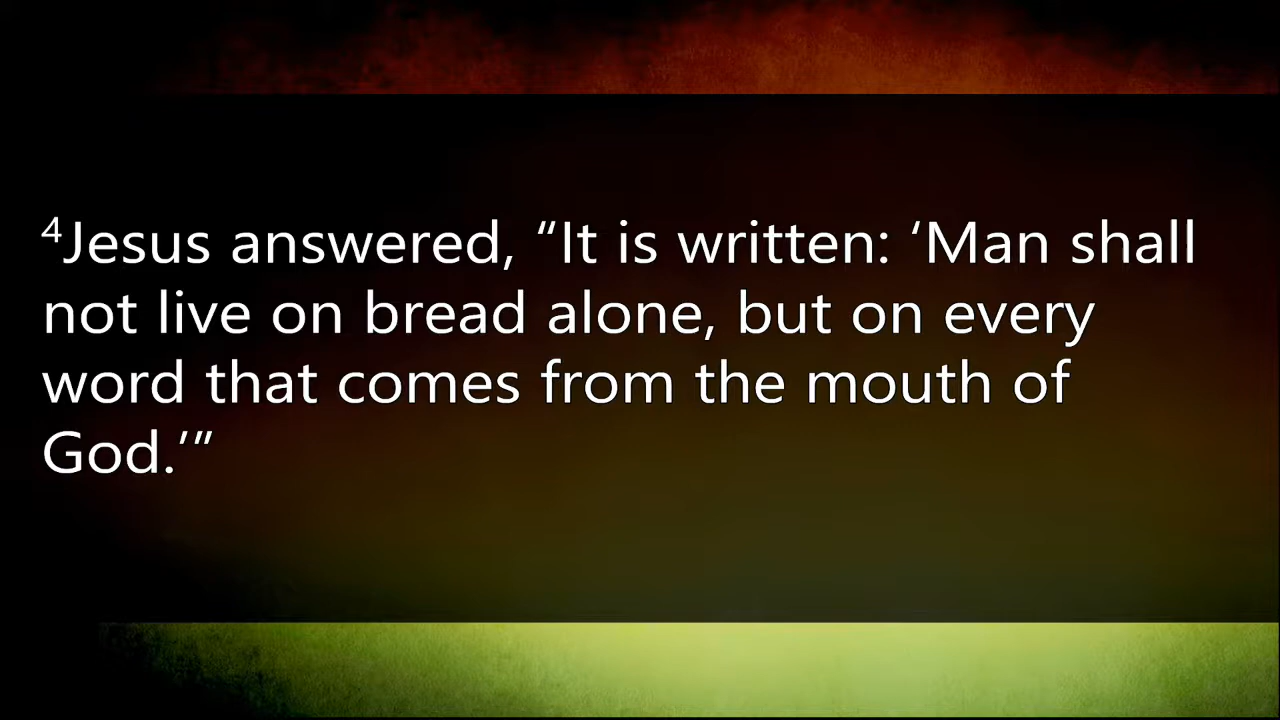 ⁴Jesus answered, “It is written: ‘Man shall
not live on bread alone, but on every
word that comes from the mouth of
God.’”